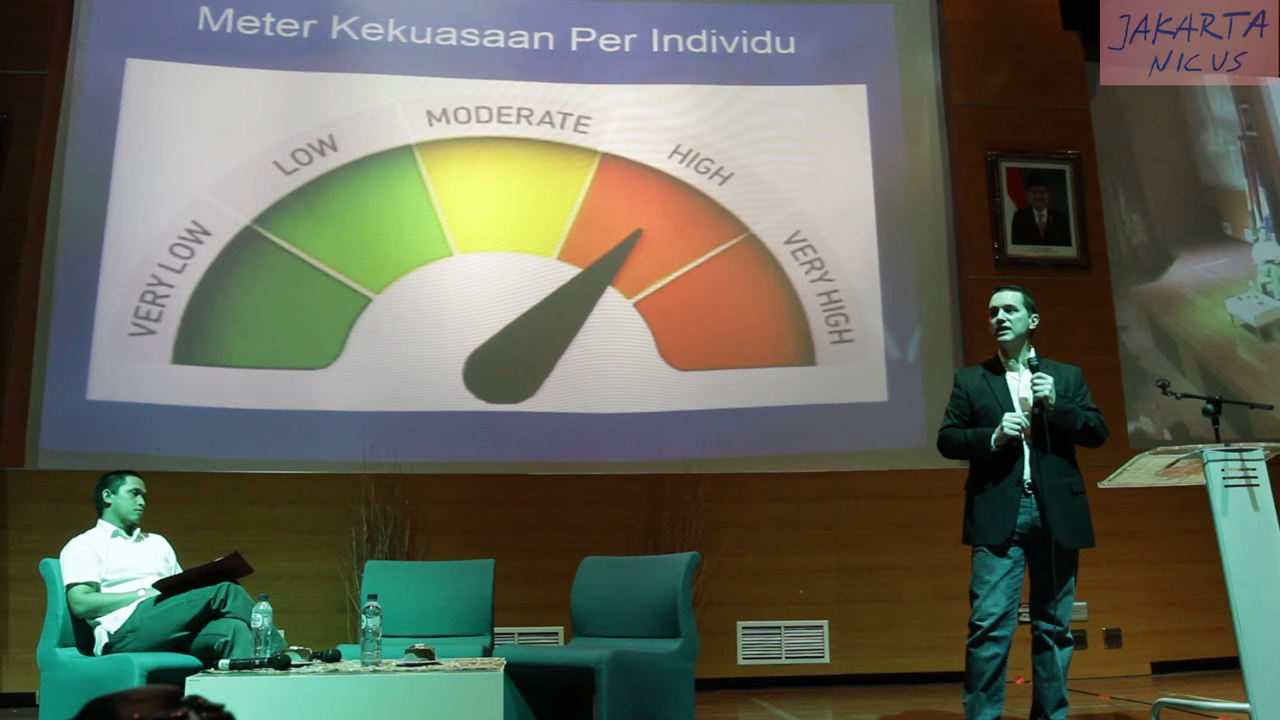 Meter Kekuasaan Per Individu
VERY LOW
LOW
MODERATE
HIGH
VERY HIGH
JAKARTA
NICUS